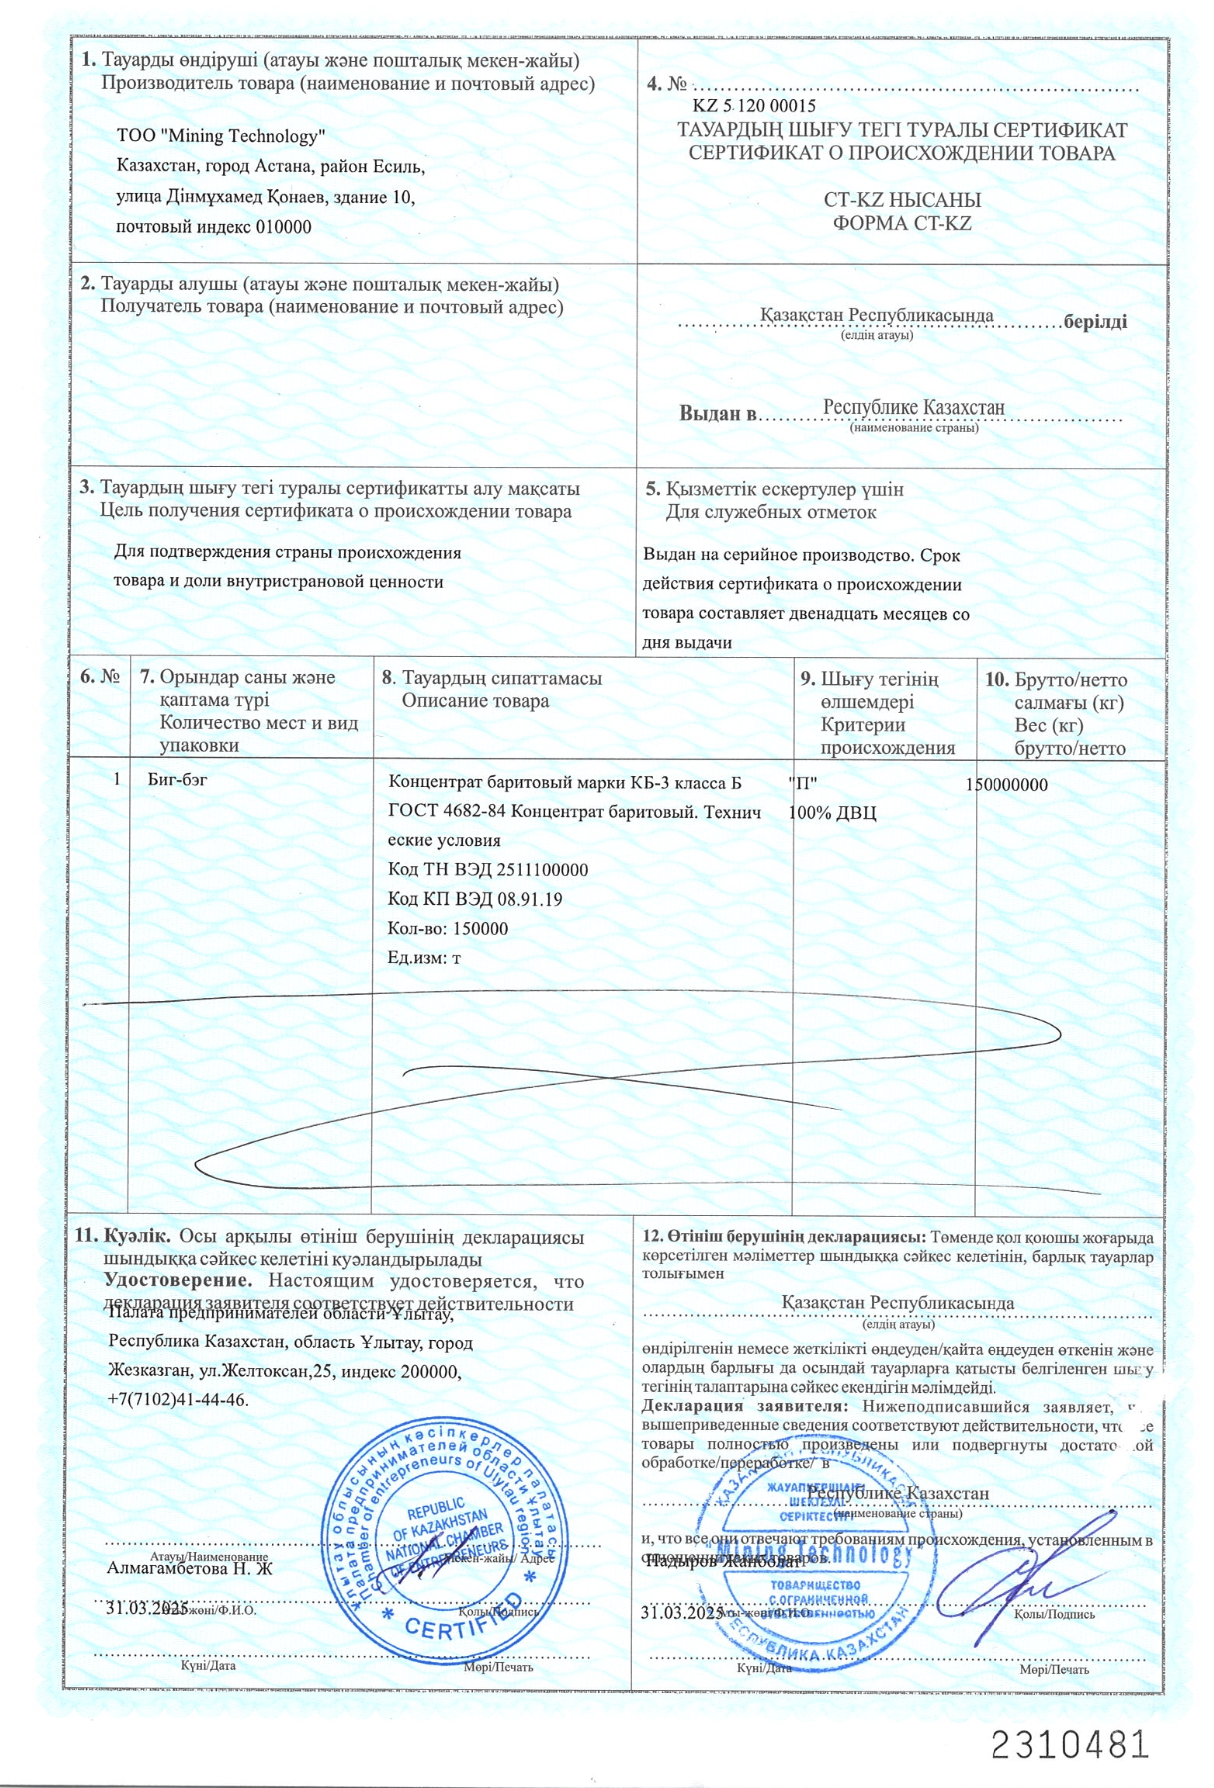 1. Тауарды өндіруші (атауы және пошталық мекен-жайы)
Производитель товара (наименование и почтовый адрес)
ТОО "Mining Technology"
Казахстан, город Астана, район Есиль,
улица Дінмұхамед Қонаев, здание 10,
почтовый индекс 010000
4. №
KZ 5 120 00015
ТАУАРДЫҢ ШЫҒУ ТЕГІ ТУРАЛЫ СЕРТИФИКАТ
СЕРТИФИКАТ О ПРОИСХОЖДЕНИИ ТОВАРА
СТ-KZ НЫСАНЫ
ФОРМА СТ-KZ
2. Тауарды алушы (атауы және пошталық мекен-жайы)
Получатель товара (наименование и почтовый адрес)
Қазақстан Республикасында берілді
(елдің атауы)
Выдан в Республике Казахстан
(наименование страны)
3. Тауардың шығу тегі туралы сертификатты алу мақсаты
Цель получения сертификата о происхождении товара
Для подтверждения страны происхождения
товара и доли внутристрановой ценности
5. Қызметтік ескертулер үшін
Для служебных отметок
Выдан на серийное производство. Срок
действия сертификата о происхождении
товара составляет двенадцать месяцев со
дня выдачи
6. №
7. Орындар саны және
қаптама түрі
Количество мест и вид
упаковки
8. Тауардың сипаттамасы
Описание товара
9. Шығу тегінің
өлшемдері
Критерии
происхождения
10. Брутто/нетто
салмағы (кг)
Вес (кг)
брутто/нетто
1 Биг-бэг Концентрат баритовый марки КБ-3 класса Б "П" 150000000
ГОСТ 4682-84 Концентрат баритовый. Технич 100% ДВЦ
еские условия
Код ТН ВЭД 2511100000
Код КП ВЭД 08.91.19
Кол-во: 150000
Ед.изм: т
11. Куәлік. Осы арқылы өтініш берушінің декларациясы
шындыққа сәйкес келетіні куәландырылады
Удостоверение. Настоящим удостоверяется, что
декларация заявителя соответствует действительности
Палата предпринимателей области Ұлытау,
Республика Казахстан, область Ұлытау, город
Жезказган, ул.Желтоксан,25, индекс 200000,
+7(7102)41-44-46.
Ұлытау облысының кәсіпкерлер палатасы
Палата предпринимателей области Ұлытау
Chamber of entrepreneurs of Ulytau region
REPUBLIC
OF KAZAKHSTAN
NATIONAL CHAMBER
OF ENTREPRENEURS
* CERTIFIED *
Атауы/Наименование Мекен-жайы/ Адрес
Алмагамбетова Н. Ж
31.03.2025
Аты-жөні/Ф.И.О. Қолы/Подпись
Күні/Дата Мөрі/Печать
12. Өтініш берушінің декларациясы: Төменде қол қоюшы жоғарыда
көрсетілген мәліметтер шындыққа сәйкес келетінін, барлық тауарлар
толығымен
Қазақстан Республикасында
(елдің атауы)
өндірілгенін немесе жеткілікті өңдеуден/қайта өңдеуден өткенін және
олардың барлығы да осындай тауарларға қатысты белгіленген шығу
тегінің талаптарына сәйкес екендігін мәлімдейді.
Декларация заявителя: Нижеподписавшийся заявляет,
вышеприведенные сведения соответствуют действительности, что
товары полностью произведены или подвергнуты
обработке/переработке/ в
Республике Казахстан
(наименование страны)
и, что все они отвечают требованиям происхождения, установленным в
отношении таких товаров.
Надыров Жанболат
ҚАЗАҚСТАН РЕСПУБЛИКАСЫ
ЖАУАПКЕРШІЛІГІ
ШЕКТЕУЛІ
СЕРІКТЕСТІГІ
"Mining Technology"
ТОВАРИЩЕСТВО
С ОГРАНИЧЕННОЙ
ОТВЕТСТВЕННОСТЬЮ
РЕСПУБЛИКА КАЗАХСТАН
31.03.2025
Аты-жөні/Ф.И.О. Қолы/Подпись
Күні/Дата Мөрі/Печать
2310481